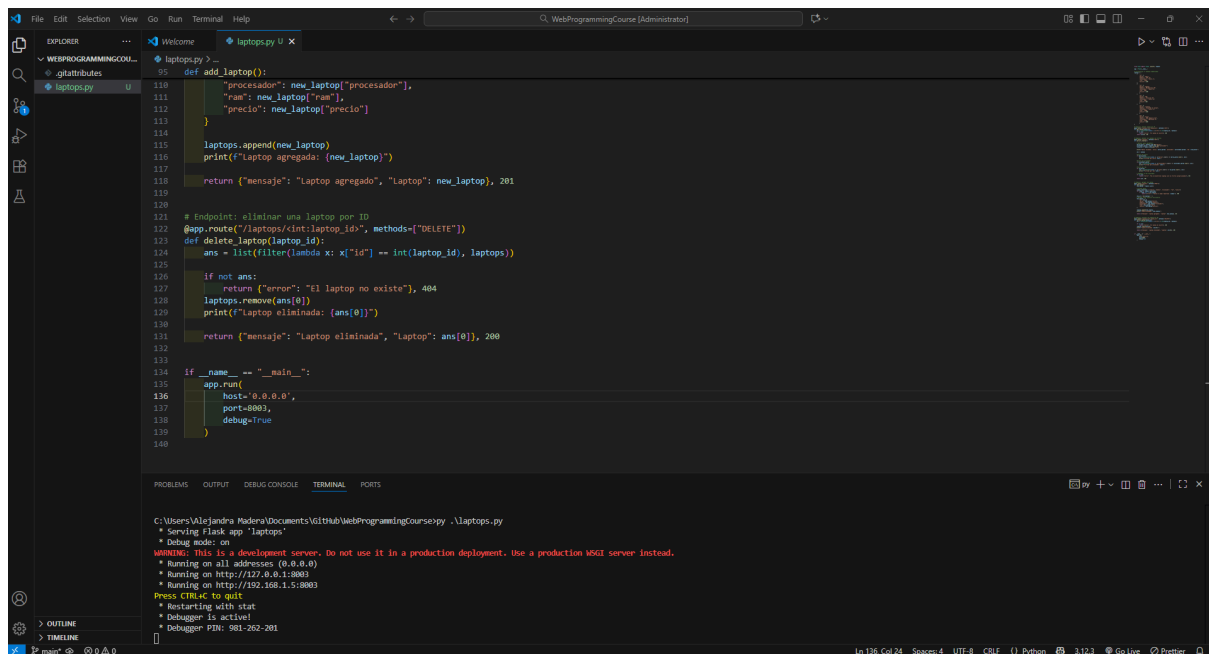 File Edit Selection View Go Run Terminal Help
WebProgrammingCourse [Administrator]
EXPLORER
WEBPROGRAMMINGCOU...
.gitattributes
laptops.py U
Welcome
laptops.py U
laptops.py > ...
95 def add_laptop():
110 "procesador": new_laptop["procesador"],
111 "ram": new_laptop["ram"],
112 "precio": new_laptop["precio"]
113 }
114
115 laptops.append(new_laptop)
116 print(f"Laptop agregada: {new_laptop}")
117
118 return {"mensaje": "Laptop agregado", "Laptop": new_laptop}, 201
119
120
121 # Endpoint: eliminar una laptop por ID
122 @app.route("/laptops/<int:laptop_id>", methods=["DELETE"])
123 def delete_laptop(laptop_id):
124 ans = list(filter(lambda x: x["id"] == int(laptop_id), laptops))
125
126 if not ans:
127 return {"error": "El laptop no existe"}, 404
128 laptops.remove(ans[0])
129 print(f"Laptop eliminada: {ans[0]}")
130
131 return {"mensaje": "Laptop eliminada", "Laptop": ans[0]}, 200
132
133
134 if __name__ == "__main__":
135 app.run(
136 host='0.0.0.0',
137 port=8003,
138 debug=True
139 )
140
PROBLEMS OUTPUT DEBUG CONSOLE TERMINAL PORTS
py
C:\Users\Alejandra Madera\Documents\GitHub\WebProgrammingCourse>py .\laptops.py
* Serving Flask app 'laptops'
* Debug mode: on
WARNING: This is a development server. Do not use it in a production deployment. Use a production WSGI server instead.
* Running on all addresses (0.0.0.0)
* Running on http://127.0.0.1:8003
* Running on http://192.168.1.5:8003
Press CTRL+C to quit
* Restarting with stat
* Debugger is active!
* Debugger PIN: 981-262-201
OUTLINE
TIMELINE
main* 0 0 Ln 136, Col 24 Spaces: 4 UTF-8 CRLF {} Python 3.12.3 Go Live Prettier